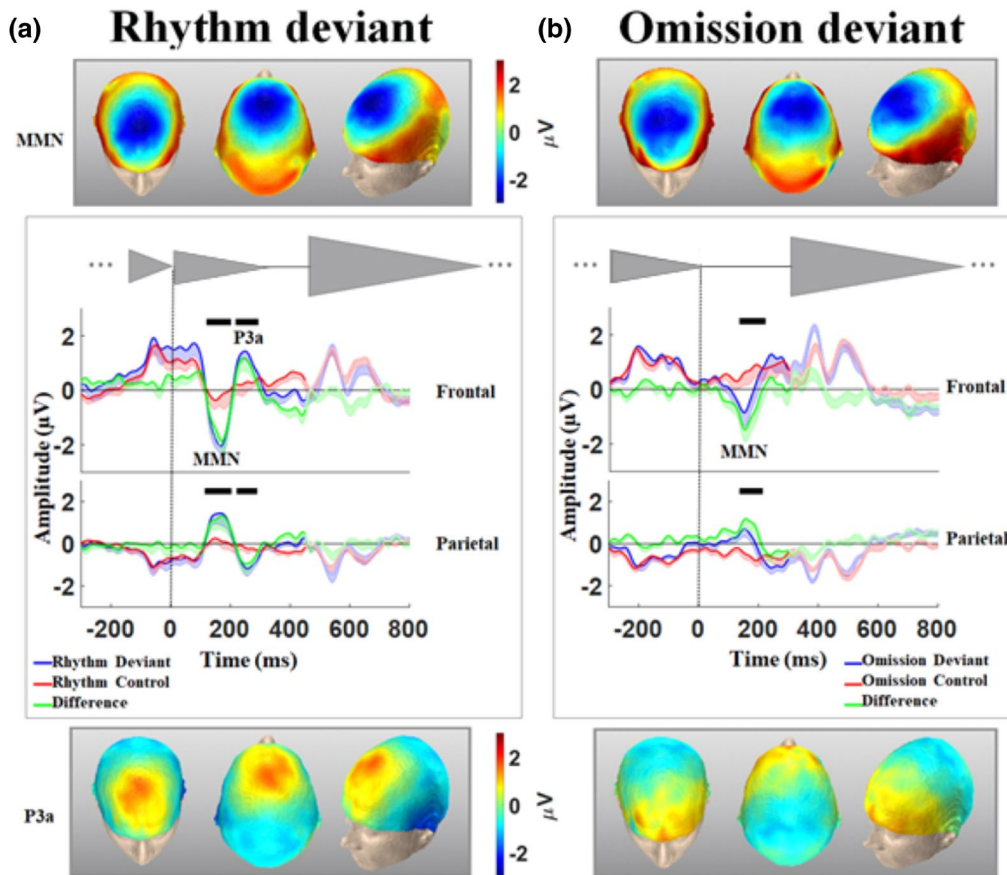 (a) Rhythm deviant
(b) Omission deviant
MMN
2
0
-2
μV
...
...
...
...
2
0
-2
P3a
MMN
Frontal
2
0
-2
Parietal
Amplitude (μV)
-200 0 200 400 600 800
Time (ms)
Rhythm Deviant
Rhythm Control
Difference
2
0
-2
MMN
Frontal
2
0
-2
Parietal
Amplitude (μV)
-200 0 200 400 600 800
Time (ms)
Omission Deviant
Omission Control
Difference
P3a
2
0
-2
μV